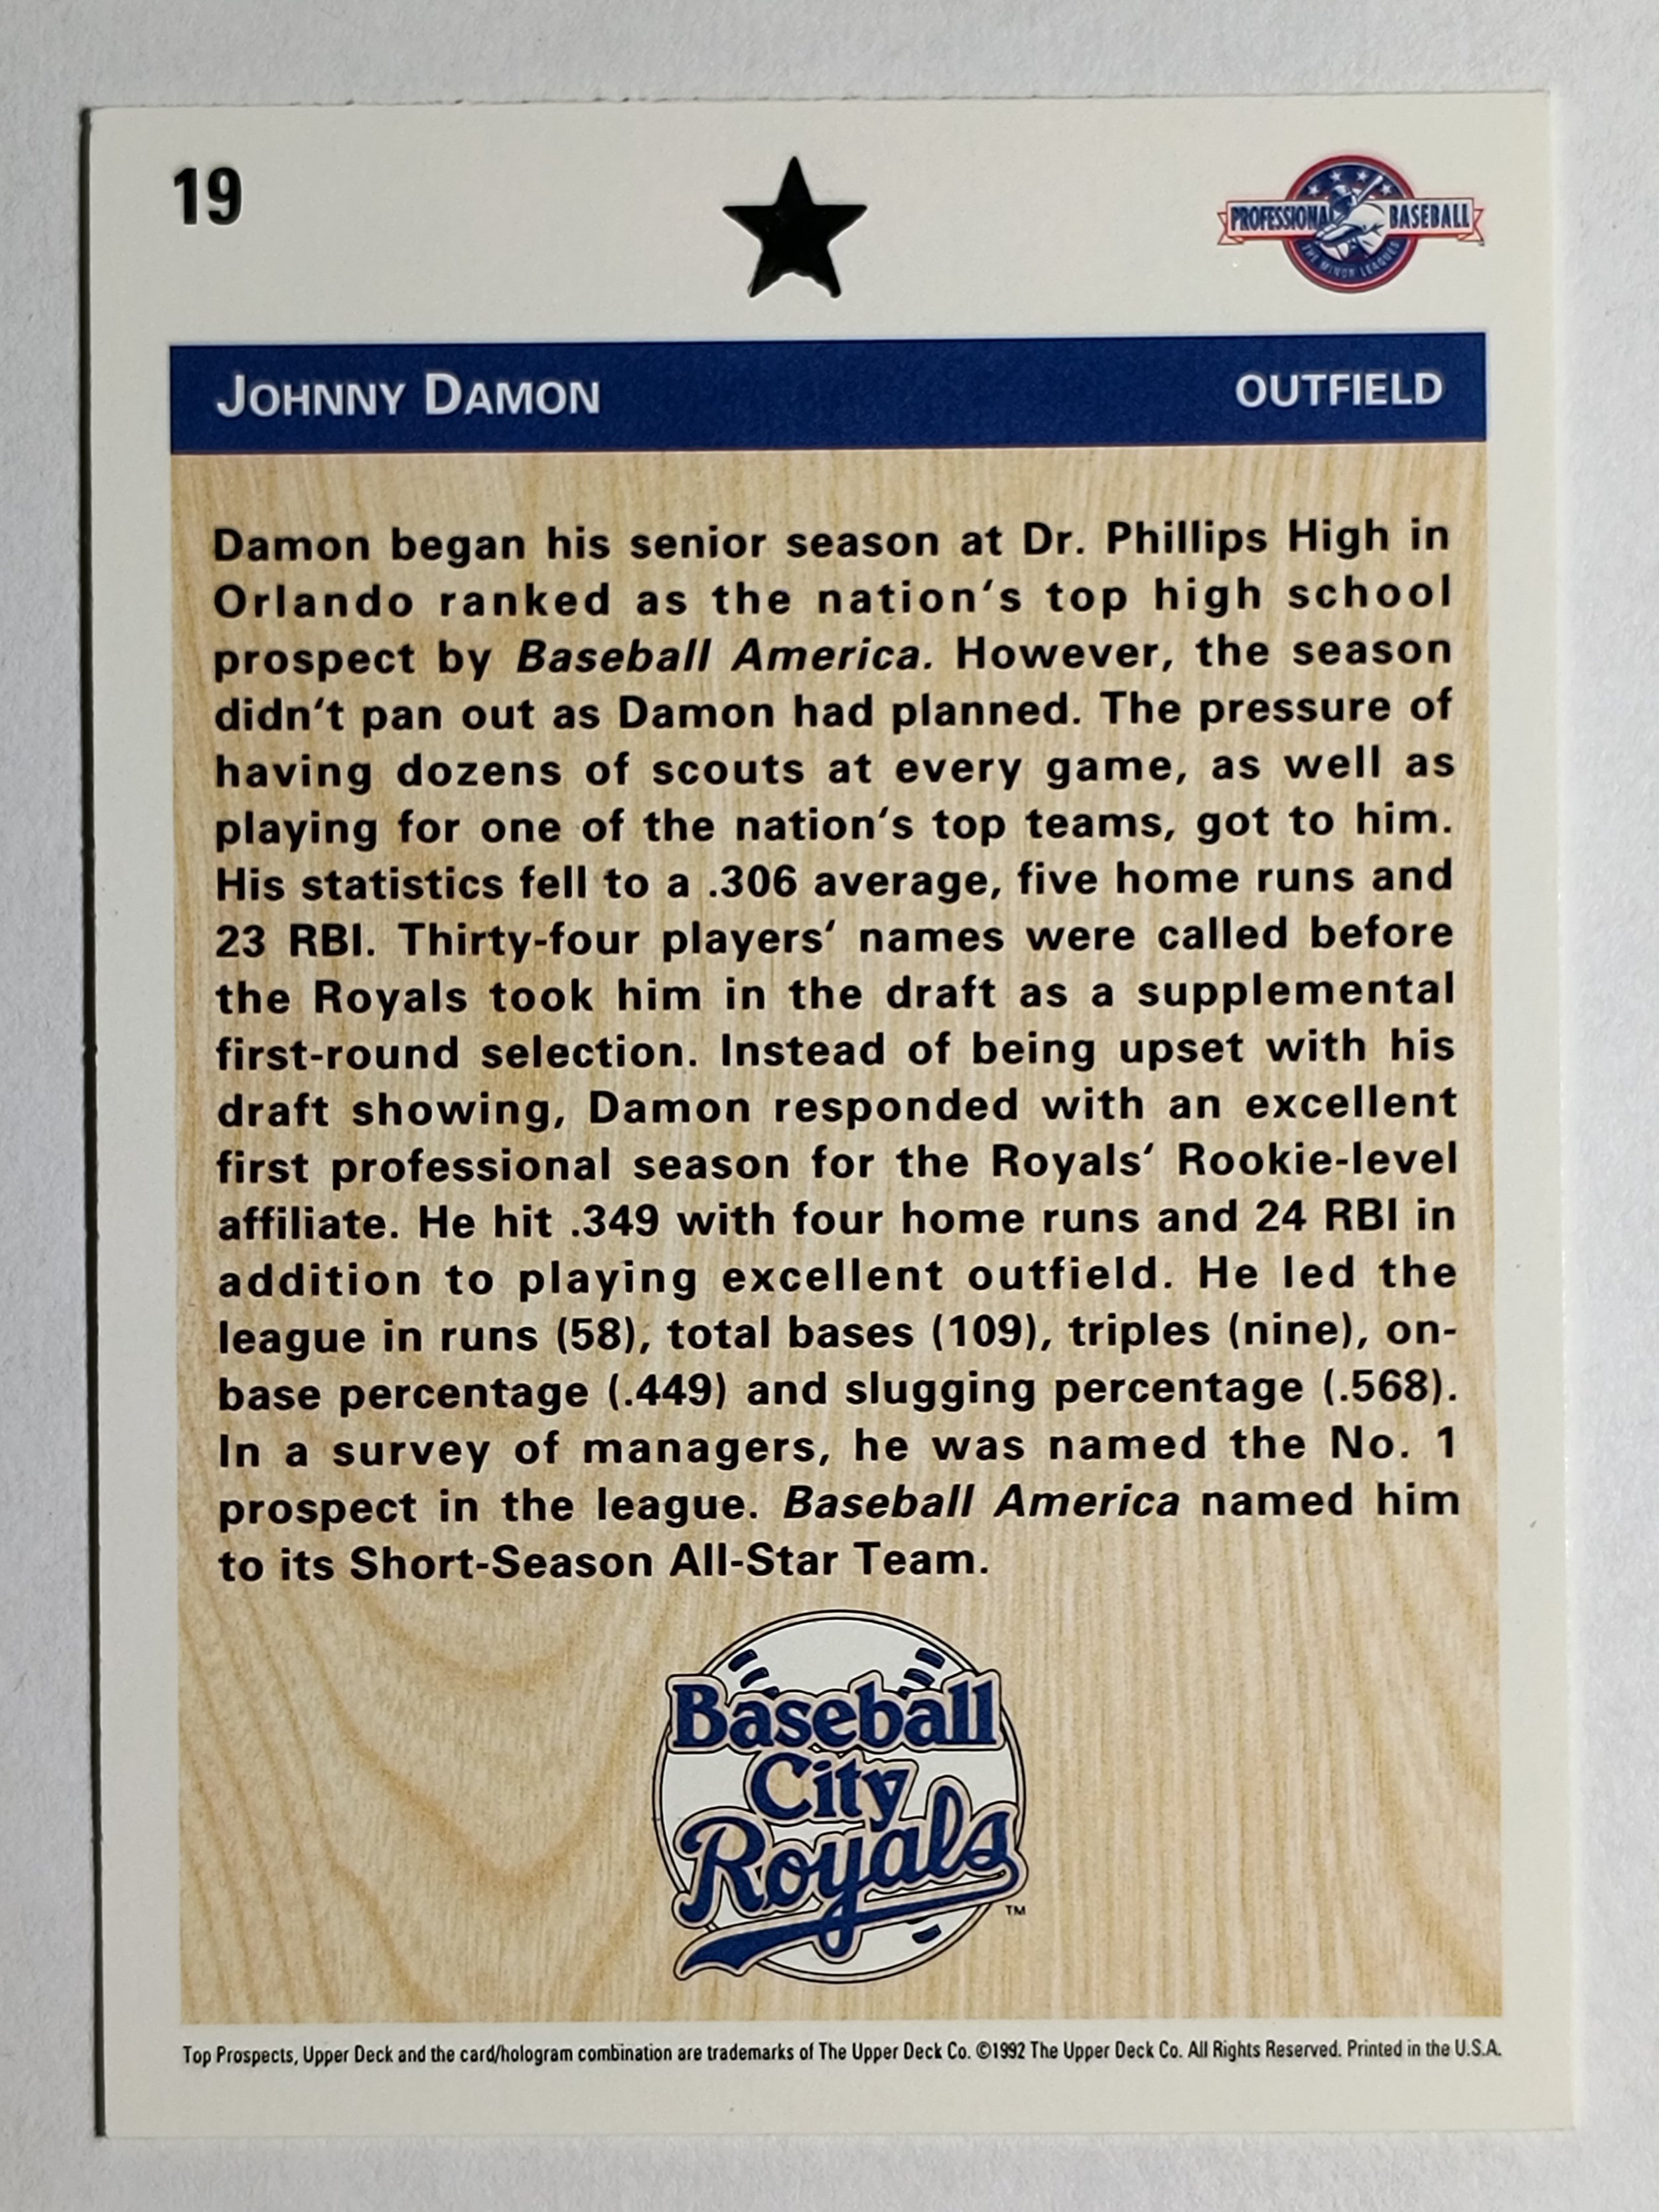 19
PROFESSIONAL BASEBALL
THE MINOR LEAGUES
JOHNNY DAMON
OUTFIELD
Damon began his senior season at Dr. Phillips High in
Orlando ranked as the nation's top high school
prospect by Baseball America. However, the season
didn't pan out as Damon had planned. The pressure of
having dozens of scouts at every game, as well as
playing for one of the nation's top teams, got to him.
His statistics fell to a .306 average, five home runs and
23 RBI. Thirty-four players' names were called before
the Royals took him in the draft as a supplemental
first-round selection. Instead of being upset with his
draft showing, Damon responded with an excellent
first professional season for the Royals' Rookie-level
affiliate. He hit .349 with four home runs and 24 RBI in
addition to playing excellent outfield. He led the
league in runs (58), total bases (109), triples (nine), on-
base percentage (.449) and slugging percentage (.568).
In a survey of managers, he was named the No. 1
prospect in the league. Baseball America named him
to its Short-Season All-Star Team.
Baseball
City
Royals
TM
Top Prospects, Upper Deck and the card/hologram combination are trademarks of The Upper Deck Co. ©1992 The Upper Deck Co. All Rights Reserved. Printed in the U.S.A.